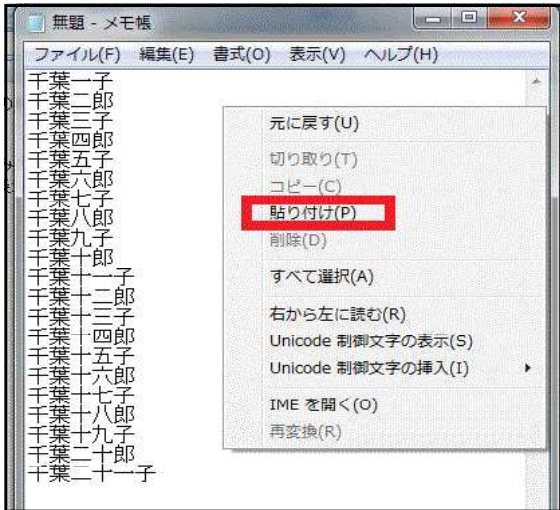 無題 - メモ帳
ファイル(F) 編集(E) 書式(O) 表示(V) ヘルプ(H)
千葉一子
千葉二郎
千葉三子
千葉四郎
千葉五子
千葉六郎
千葉七子
千葉八郎
千葉九子
千葉十郎
千葉十一子
千葉十二郎
千葉十三子
千葉十四郎
千葉十五子
千葉十六郎
千葉十七子
千葉十八郎
千葉十九子
千葉二十郎
千葉二十一子
元に戻す(U)
切り取り(T)
コピー(C)
貼り付け(P)
削除(D)
すべて選択(A)
右から左に読む(R)
Unicode 制御文字の表示(S)
Unicode 制御文字の挿入(I)
IME を開く(O)
再変換(R)